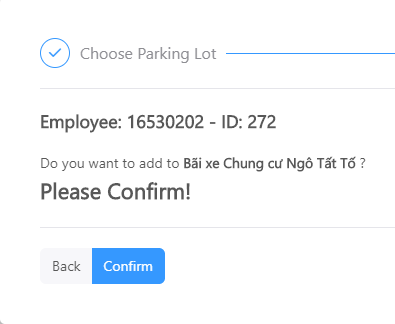 Choose Parking Lot
Employee: 16530202 - ID: 272
Do you want to add to Bãi xe Chung cư Ngô Tất Tố ?
Please Confirm!
Back
Confirm